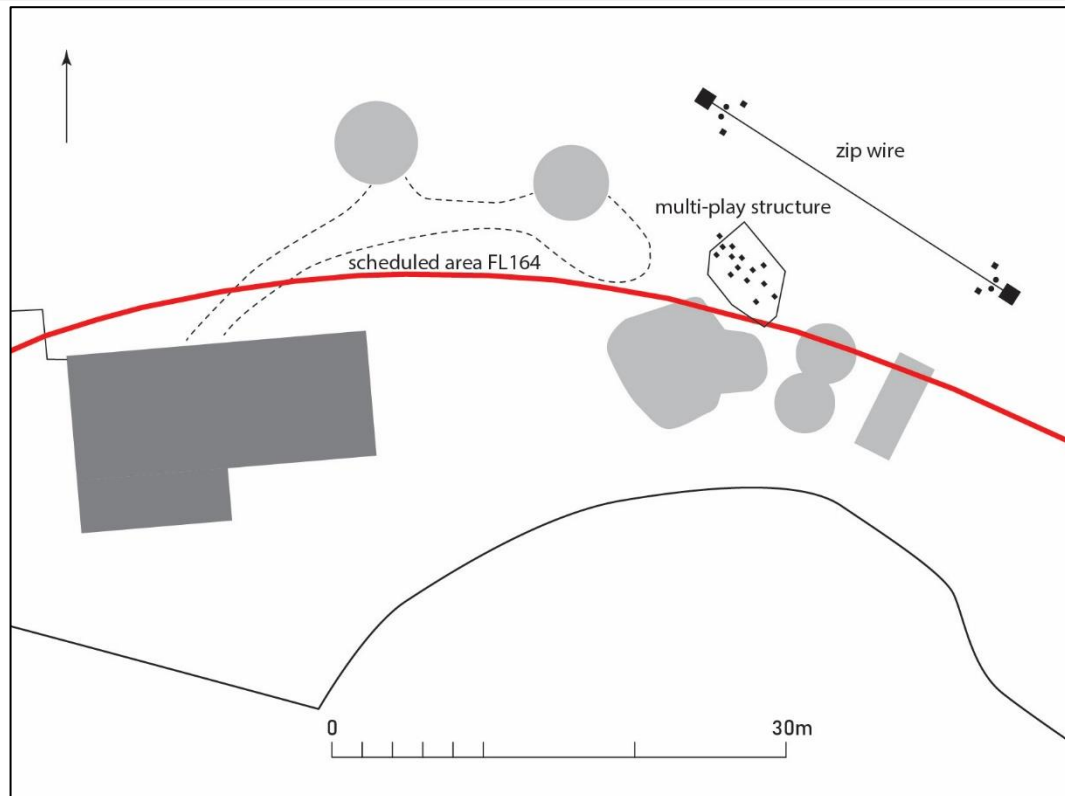 zip wire
multi-play structure
scheduled area FL164
0
30m